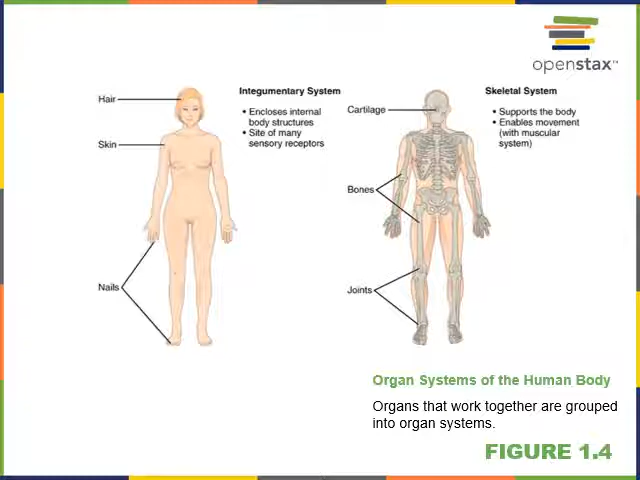 openstax™
Integumentary System
• Encloses internal
body structures
• Site of many
sensory receptors
Hair
Skin
Nails
Skeletal System
• Supports the body
• Enables movement
(with muscular
system)
Cartilage
Bones
Joints
Organ Systems of the Human Body
Organs that work together are grouped
into organ systems.
FIGURE 1.4